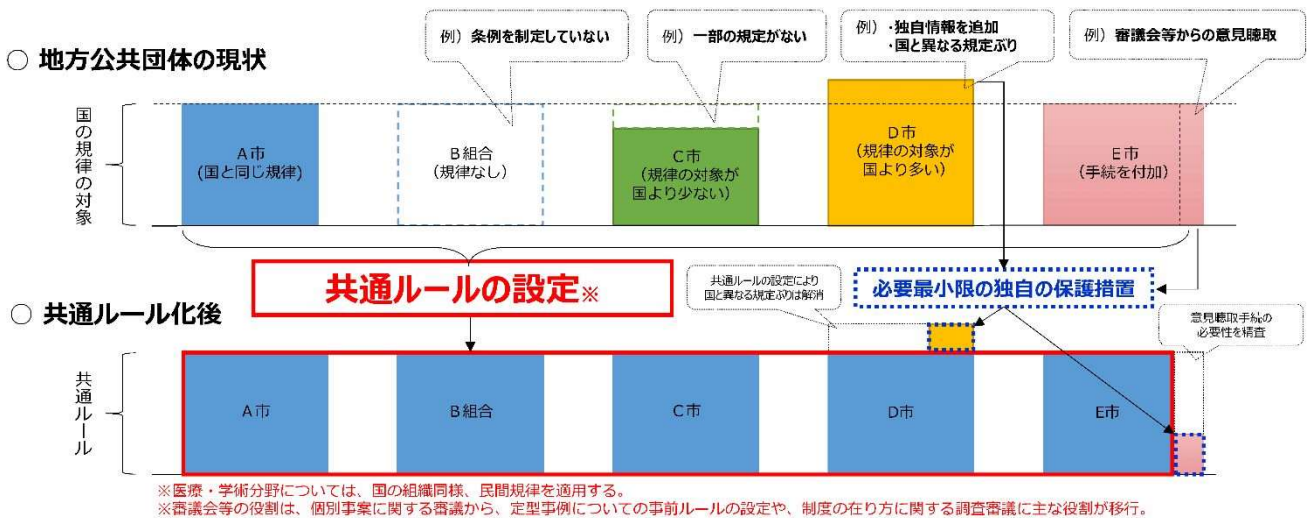 例）条例を制定していない
例）一部の規定がない
例）・独自情報を追加
・国と異なる規定ぶり
例）審議会等からの意見聴取
○ 地方公共団体の現状
国の規律の対象
A市
(国と同じ規律)
B組合
（規律なし）
C市
（規律の対象が
国より少ない）
D市
（規律の対象が
国より多い）
E市
（手続を付加）
共通ルールの設定※
共通ルールの設定により
国と異なる規定ぶりは解消
必要最小限の独自の保護措置
○ 共通ルール化後
意見聴取手続の
必要性を精査
共通ルール
A市
B組合
C市
D市
E市
※医療・学術分野については、国の組織同様、民間規律を適用する。
※審議会等の役割は、個別事案に関する審議から、定型事例についての事前ルールの設定や、制度の在り方に関する調査審議に主な役割が移行。